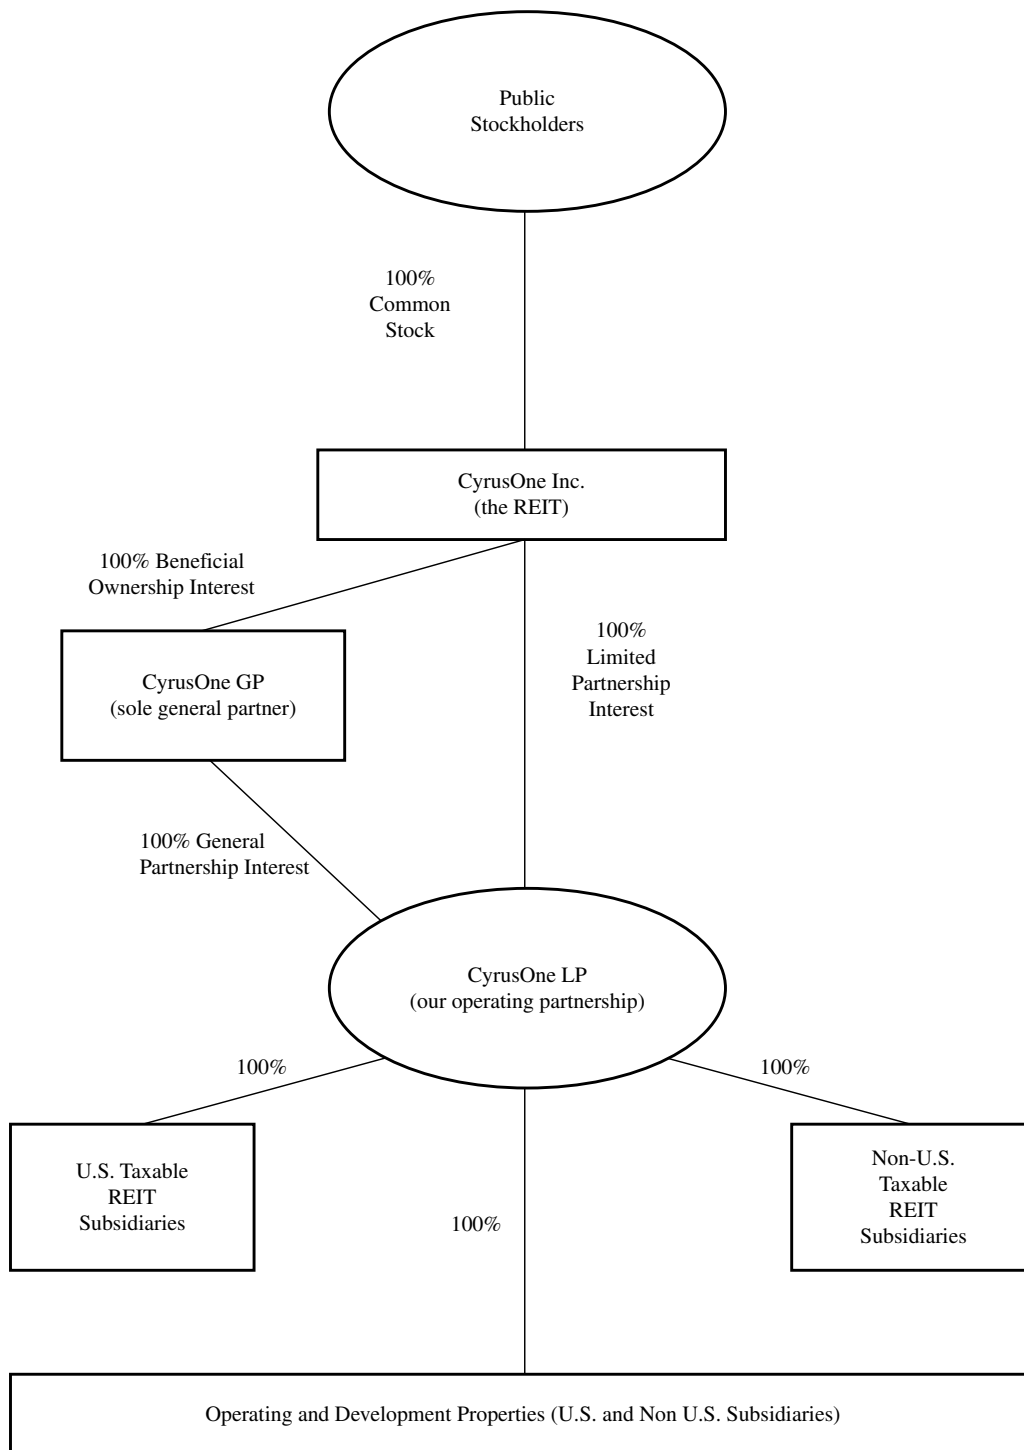 Public
Stockholders
100%
Common
Stock
CyrusOne Inc.
(the REIT)
100% Beneficial
Ownership Interest
100%
Limited
Partnership
Interest
CyrusOne GP
(sole general partner)
100% General
Partnership Interest
CyrusOne LP
(our operating partnership)
100%
100%
U.S. Taxable
REIT
Subsidiaries
100%
Non-U.S.
Taxable
REIT
Subsidiaries
Operating and Development Properties (U.S. and Non U.S. Subsidiaries)